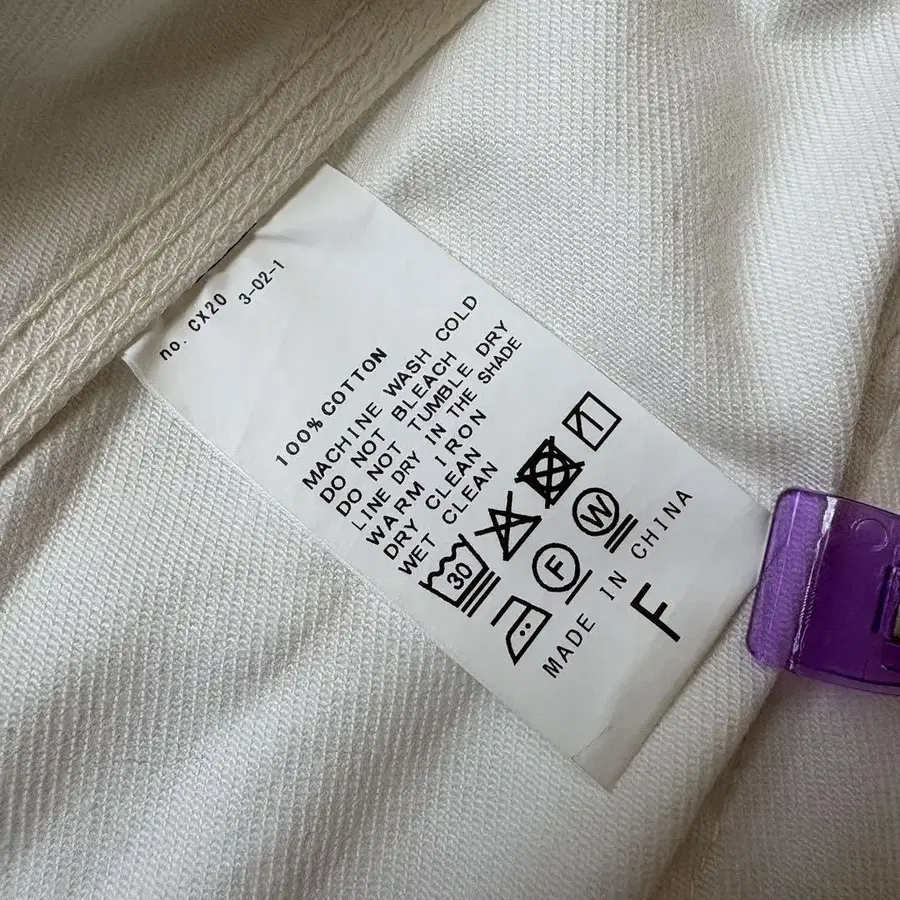 no. CX20
3-02-1
100% COTTON
MACHINE WASH COLD
DO NOT BLEACH
DO NOT TUMBLE DRY
LINE DRY IN THE SHADE
WARM IRON
DRY CLEAN
WET CLEAN
30
F
W
MADE IN CHINA
F